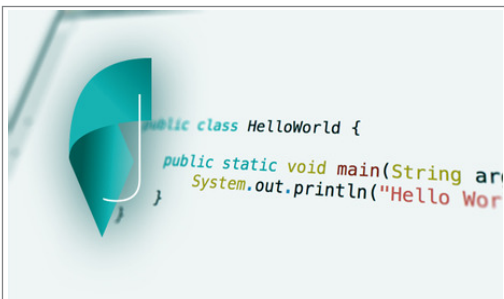 public class HelloWorld {
public static void main(String
System.out.println("Hello
}
}